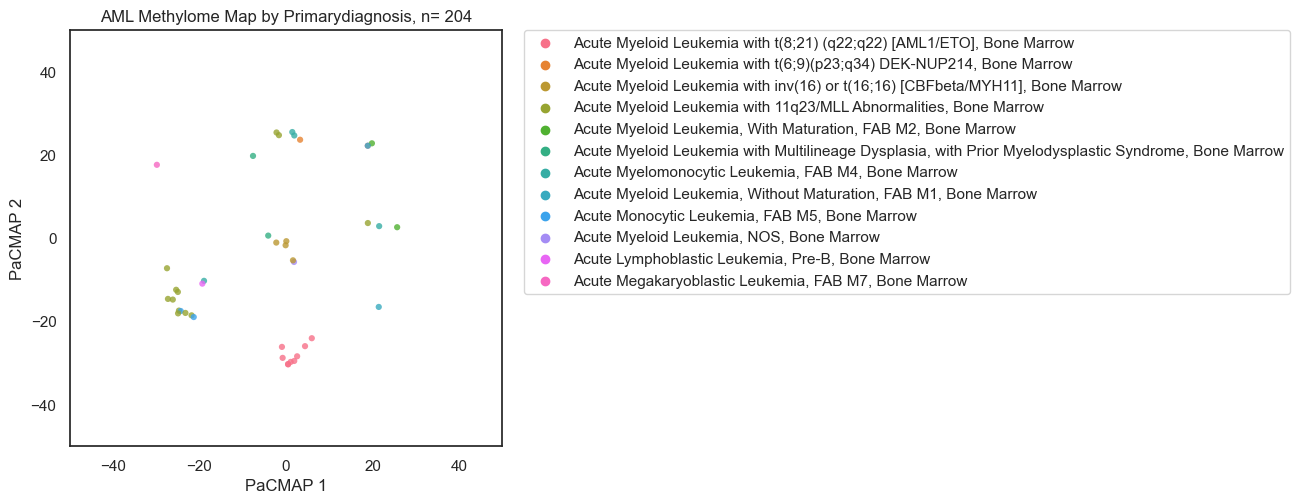 AML Methylome Map by Primarydiagnosis, n= 204
40
20
0
−20
−40
PaCMAP 2
−40
−20
0
20
40
PaCMAP 1
Acute Myeloid Leukemia with t(8;21) (q22;q22) [AML1/ETO], Bone Marrow
Acute Myeloid Leukemia with t(6;9)(p23;q34) DEK-NUP214, Bone Marrow
Acute Myeloid Leukemia with inv(16) or t(16;16) [CBFbeta/MYH11], Bone Marrow
Acute Myeloid Leukemia with 11q23/MLL Abnormalities, Bone Marrow
Acute Myeloid Leukemia, With Maturation, FAB M2, Bone Marrow
Acute Myeloid Leukemia with Multilineage Dysplasia, with Prior Myelodysplastic Syndrome, Bone Marrow
Acute Myelomonocytic Leukemia, FAB M4, Bone Marrow
Acute Myeloid Leukemia, Without Maturation, FAB M1, Bone Marrow
Acute Monocytic Leukemia, FAB M5, Bone Marrow
Acute Myeloid Leukemia, NOS, Bone Marrow
Acute Lymphoblastic Leukemia, Pre-B, Bone Marrow
Acute Megakaryoblastic Leukemia, FAB M7, Bone Marrow